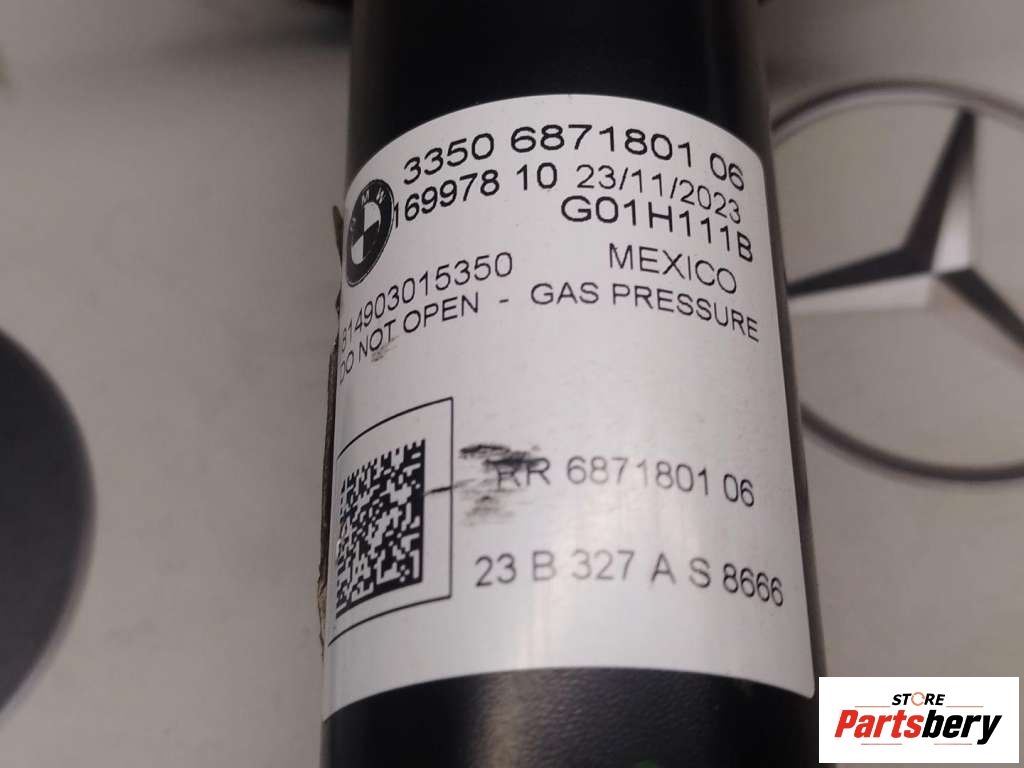 3350 6871801 06
169978 10 23/11/2023
G01H111B
814903015350 MEXICO
DO NOT OPEN - GAS PRESSURE
RR 6871801 06
23 B 327 A S 8666
STORE
Partsbery